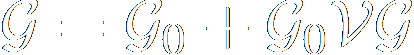 𝒢 = 𝒢₀ + 𝒢₀𝒱𝒢